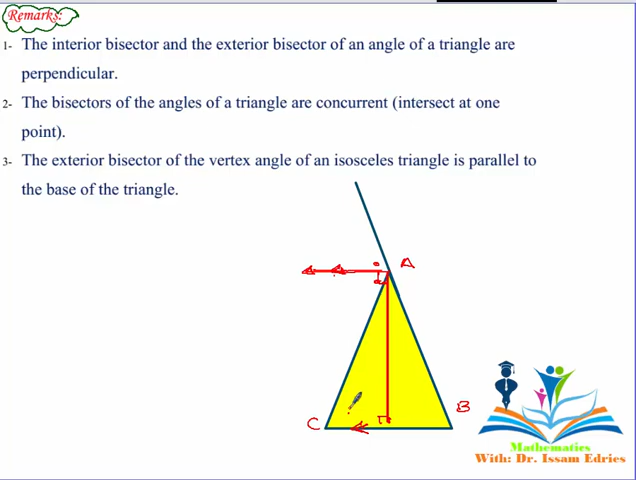 Remarks:
1- The interior bisector and the exterior bisector of an angle of a triangle are
perpendicular.
2- The bisectors of the angles of a triangle are concurrent (intersect at one
point).
3- The exterior bisector of the vertex angle of an isosceles triangle is parallel to
the base of the triangle.
A
B
C
Mathematics
With: Dr. Issam Edries